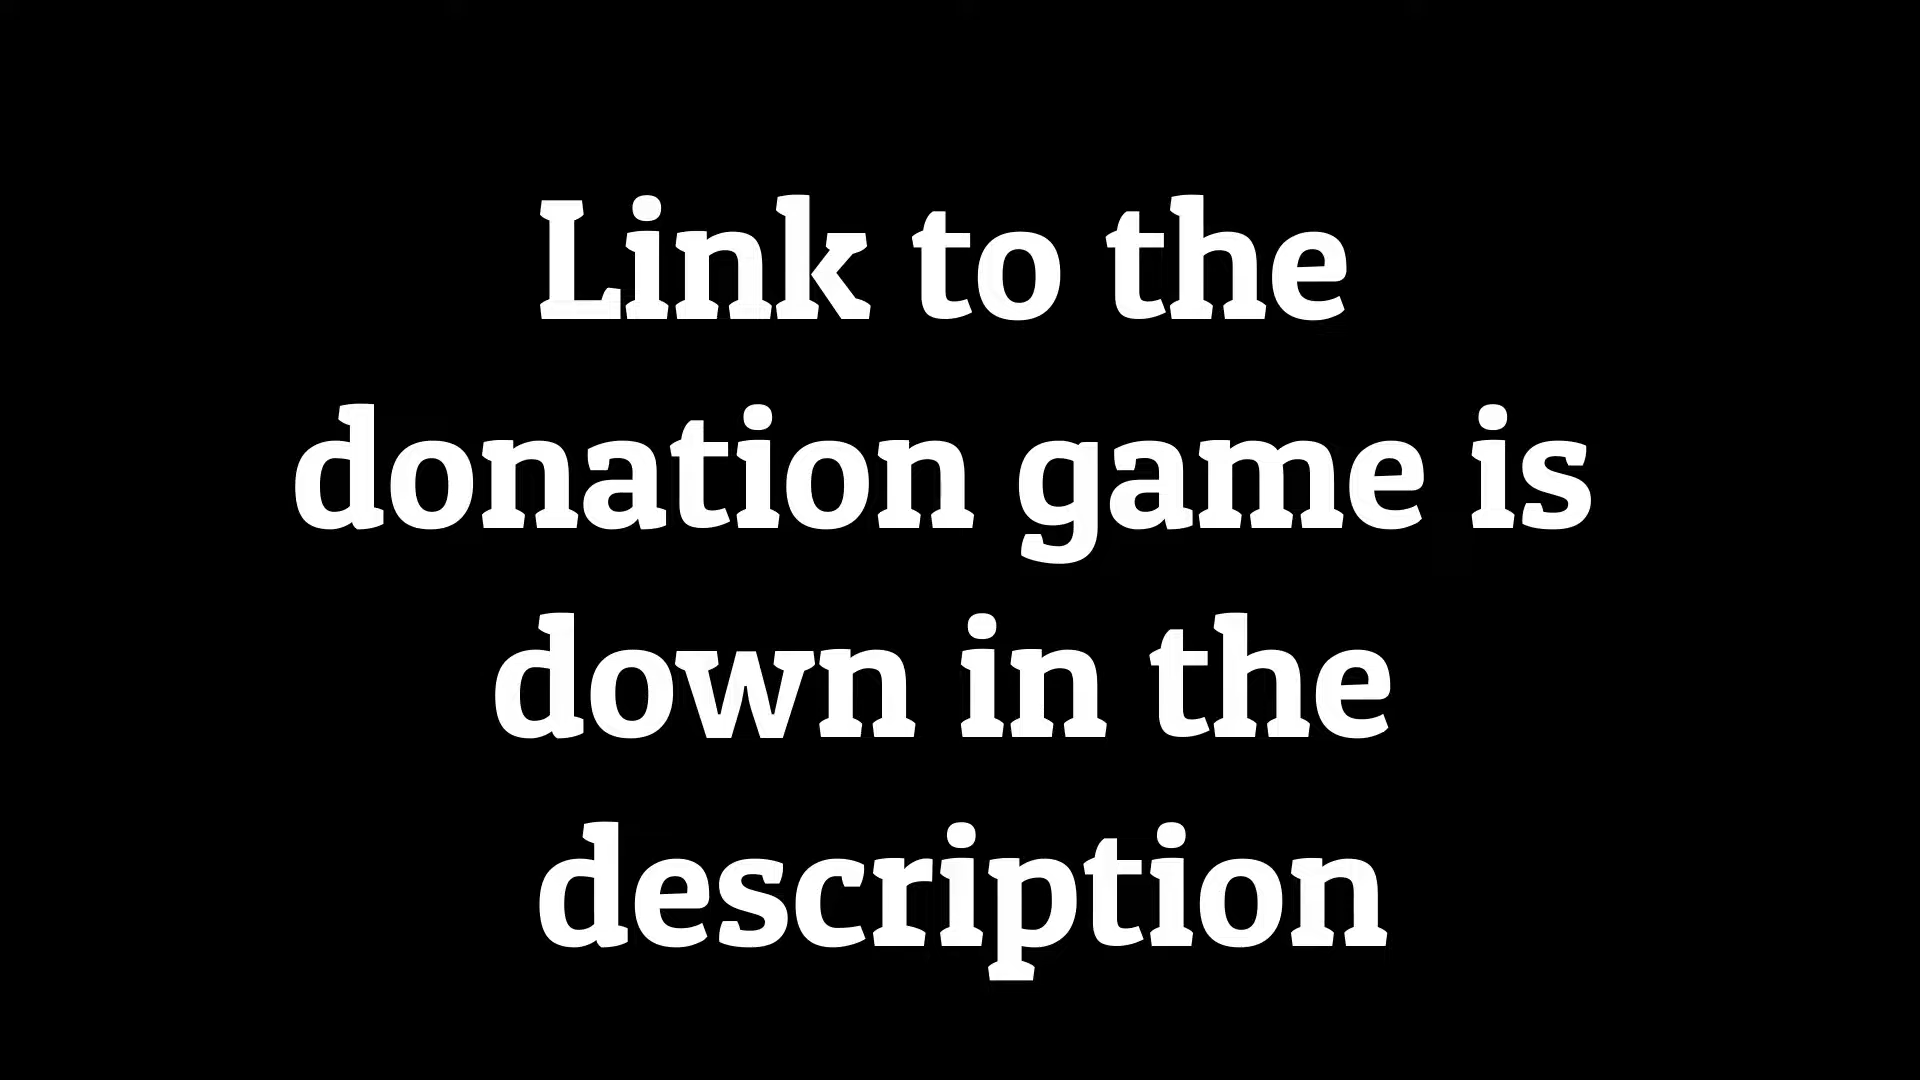 Link to the
donation game is
down in the
description